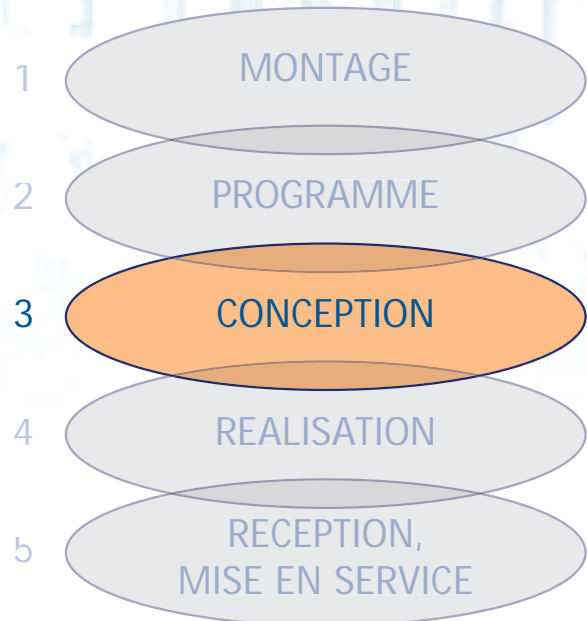 1 MONTAGE
2 PROGRAMME
3 CONCEPTION
4 REALISATION
5 RECEPTION,
MISE EN SERVICE